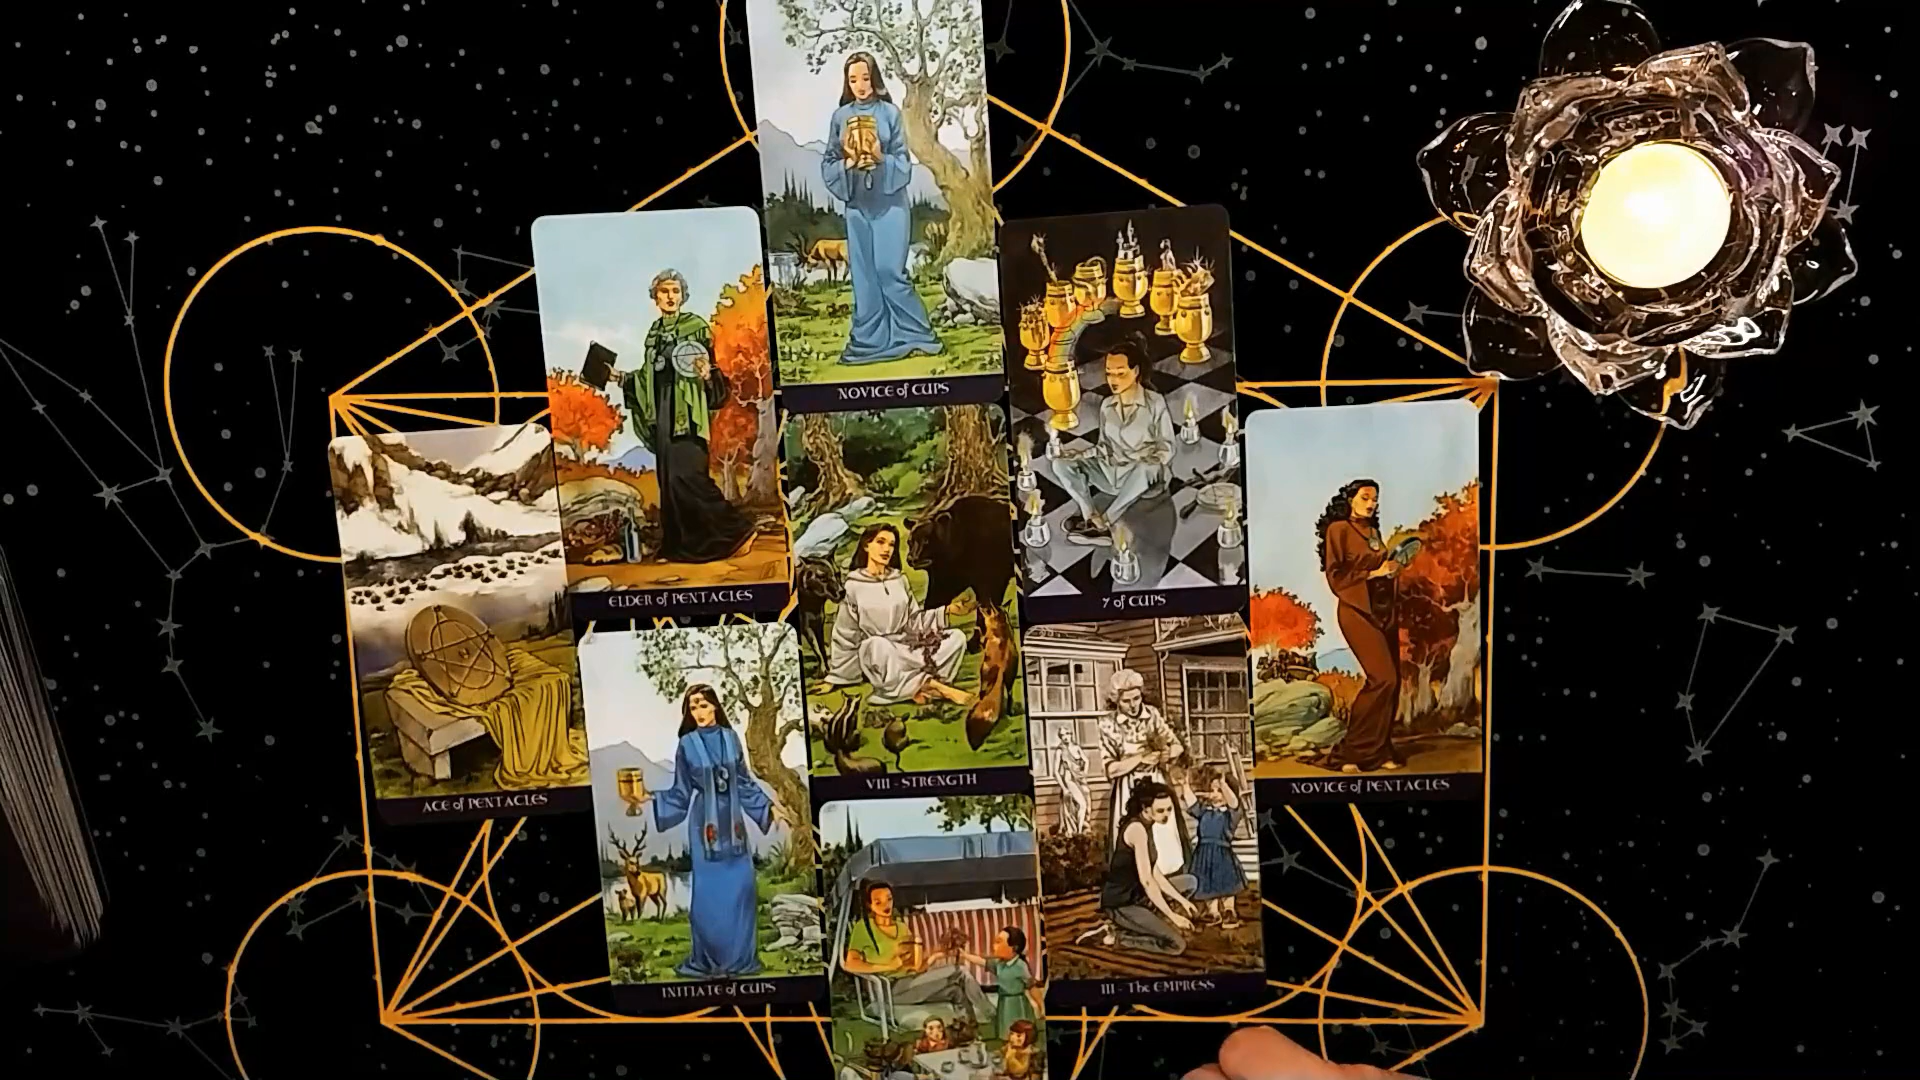 NOVICE of CUPS
ELDER of PENTACLES
7 of CUPS
VIII - STRENGTH
NOVICE of PENTACLES
ACE of PENTACLES
INITIATE of CUPS
III - The EMPRESS